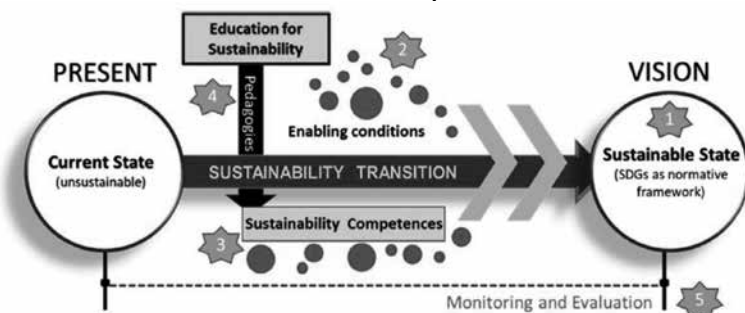 Education for
Sustainability
2
PRESENT
VISION
4
Pedagogies
1
Enabling conditions
Current State
(unsustainable)
SUSTAINABILITY TRANSITION
Sustainable State
(SDGs as normative
framework)
Sustainability Competences
3
Monitoring and Evaluation
5